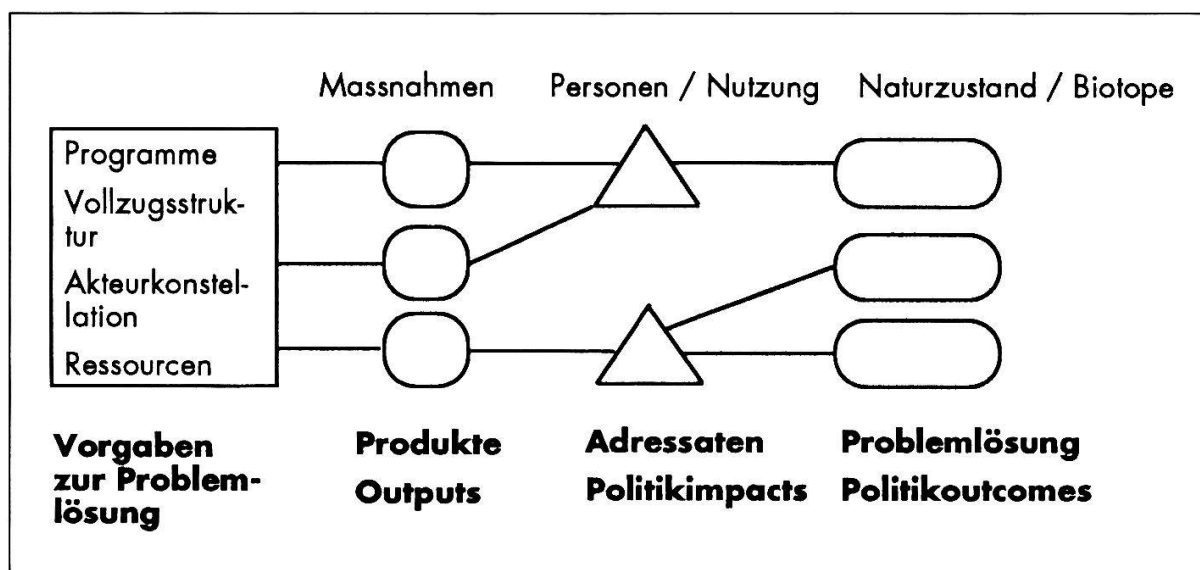 Massnahmen Personen / Nutzung Naturzustand / Biotope
Programme
Vollzugsstruk-
tur
Akteurkonstel-
lation
Ressourcen
Vorgaben
zur Problem-
lösung
Produkte
Outputs
Adressaten
Politikimpacts
Problemlösung
Politikoutcomes